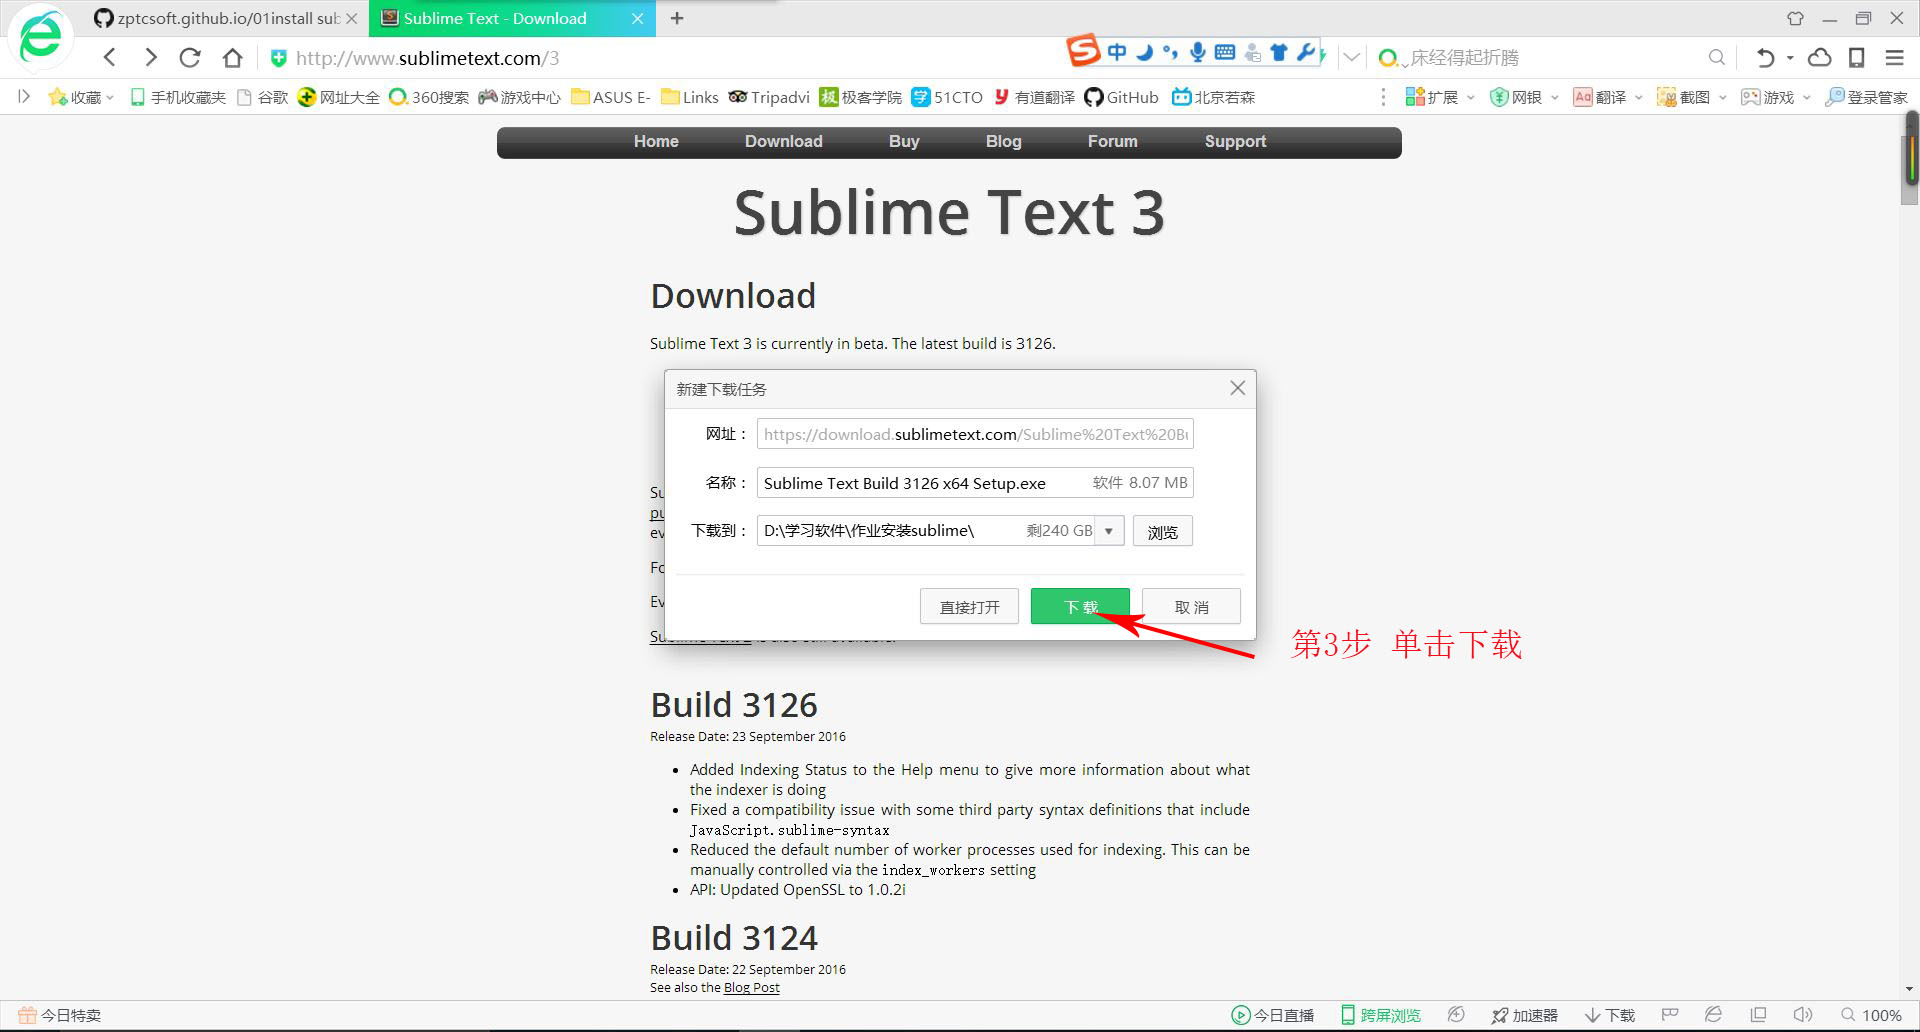 zptcsoft.github.io/01install sub
Sublime Text - Download
http://www.sublimetext.com/3
中
床经得起折腾
收藏 手机收藏夹 谷歌 网址大全 360搜索 游戏中心 ASUS E- Links Tripadvi 极客学院 51CTO 有道翻译 GitHub 北京若森 扩展 网银 翻译 截图 游戏 登录管家
Home Download Buy Blog Forum Support
Sublime Text 3
Download
Sublime Text 3 is currently in beta. The latest build is 3126.
新建下载任务
网址： https://download.sublimetext.com/Sublime%20Text%20Bu
名称： Sublime Text Build 3126 x64 Setup.exe 软件 8.07 MB
下载到： D:\学习软件\作业安装sublime\ 剩240 GB 浏览
直接打开 下载 取消
Su
pu
ev
Fo
Ev
第3步 单击下载
Build 3126
Release Date: 23 September 2016
• Added Indexing Status to the Help menu to give more information about what
the indexer is doing
• Fixed a compatibility issue with some third party syntax definitions that include
JavaScript.sublime-syntax
• Reduced the default number of worker processes used for indexing. This can be
manually controlled via the index_workers setting
• API: Updated OpenSSL to 1.0.2i
Build 3124
Release Date: 22 September 2016
See also the Blog Post
今日特卖 今日直播 跨屏浏览 加速器 下载 100%